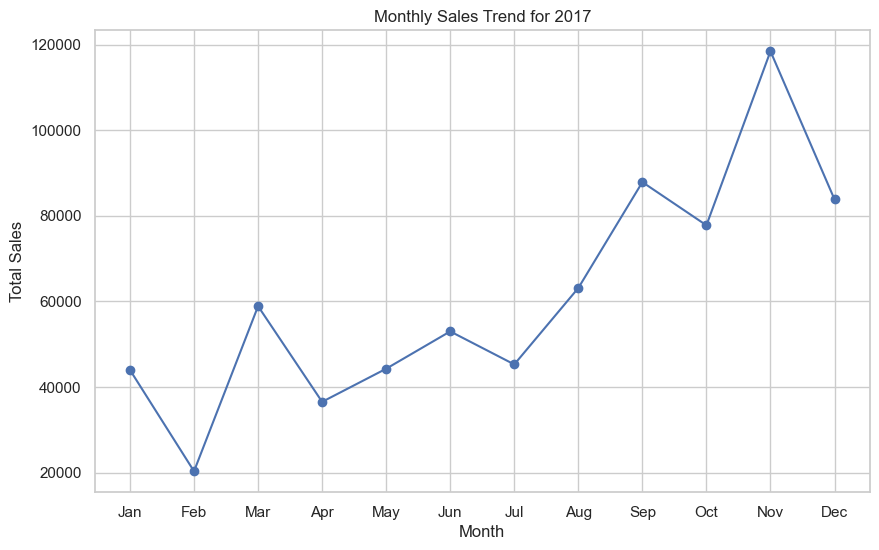 Monthly Sales Trend for 2017
Total Sales
120000
100000
80000
60000
40000
20000
Jan Feb Mar Apr May Jun Jul Aug Sep Oct Nov Dec
Month